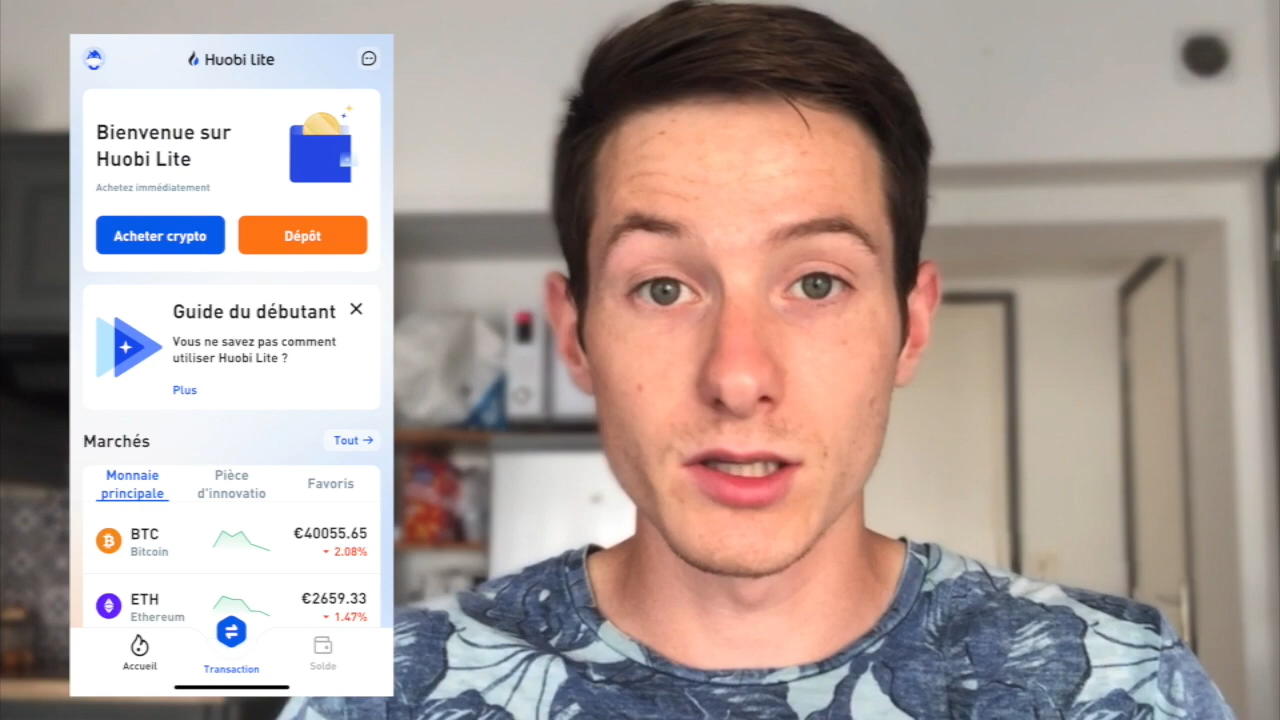 Huobi Lite
Bienvenue sur
Huobi Lite
Achetez immédiatement
Acheter crypto
Dépôt
Guide du débutant
Vous ne savez pas comment
utiliser Huobi Lite ?
Plus
Marchés
Tout
Monnaie
principale
Pièce
d'innovatio
Favoris
BTC
Bitcoin
€40055.65
2.08%
ETH
Ethereum
€2659.33
1.47%
Accueil
Transaction
Solde